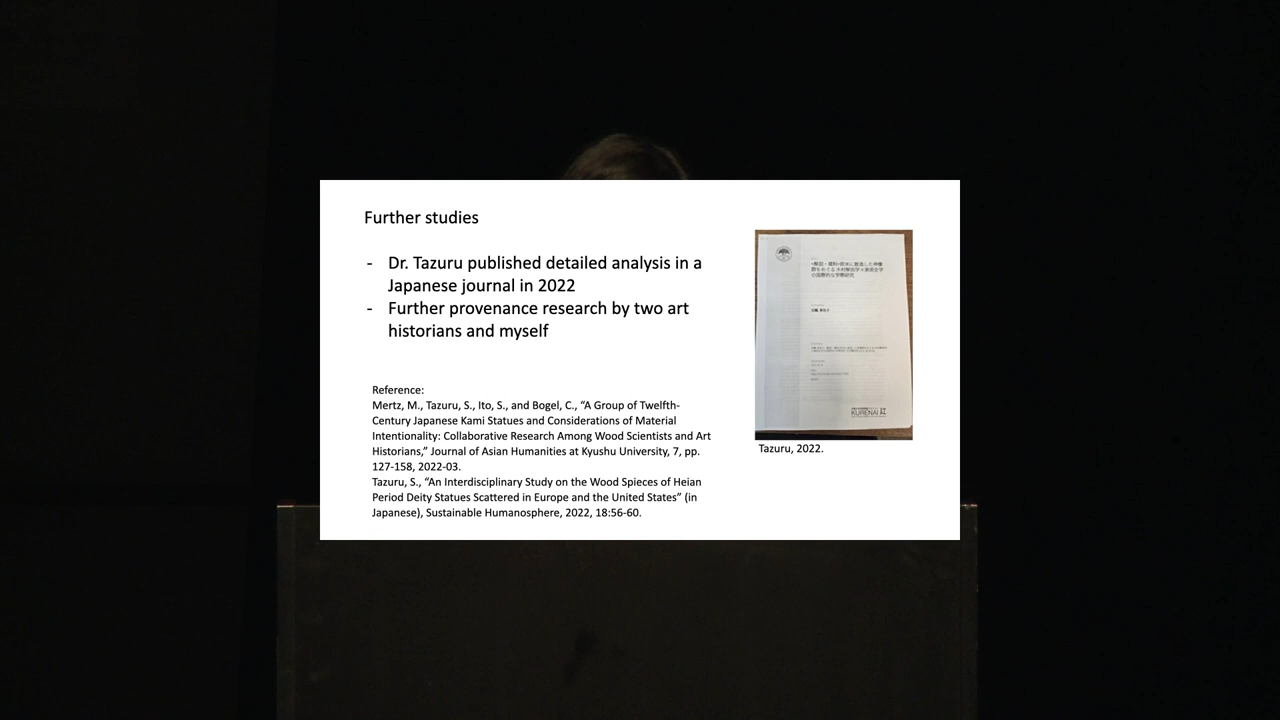 Further studies
- Dr. Tazuru published detailed analysis in a
Japanese journal in 2022
- Further provenance research by two art
historians and myself
Reference:
Mertz, M., Tazuru, S., Ito, S., and Bogel, C., “A Group of Twelfth-
Century Japanese Kami Statues and Considerations of Material
Intentionality: Collaborative Research Among Wood Scientists and Art
Historians,” Journal of Asian Humanities at Kyushu University, 7, pp.
127-158, 2022-03.
Tazuru, S., “An Interdisciplinary Study on the Wood Spieces of Heian
Period Deity Statues Scattered in Europe and the United States” (in
Japanese), Sustainable Humanosphere, 2022, 18:56-60.
KURENAI
Tazuru, 2022.